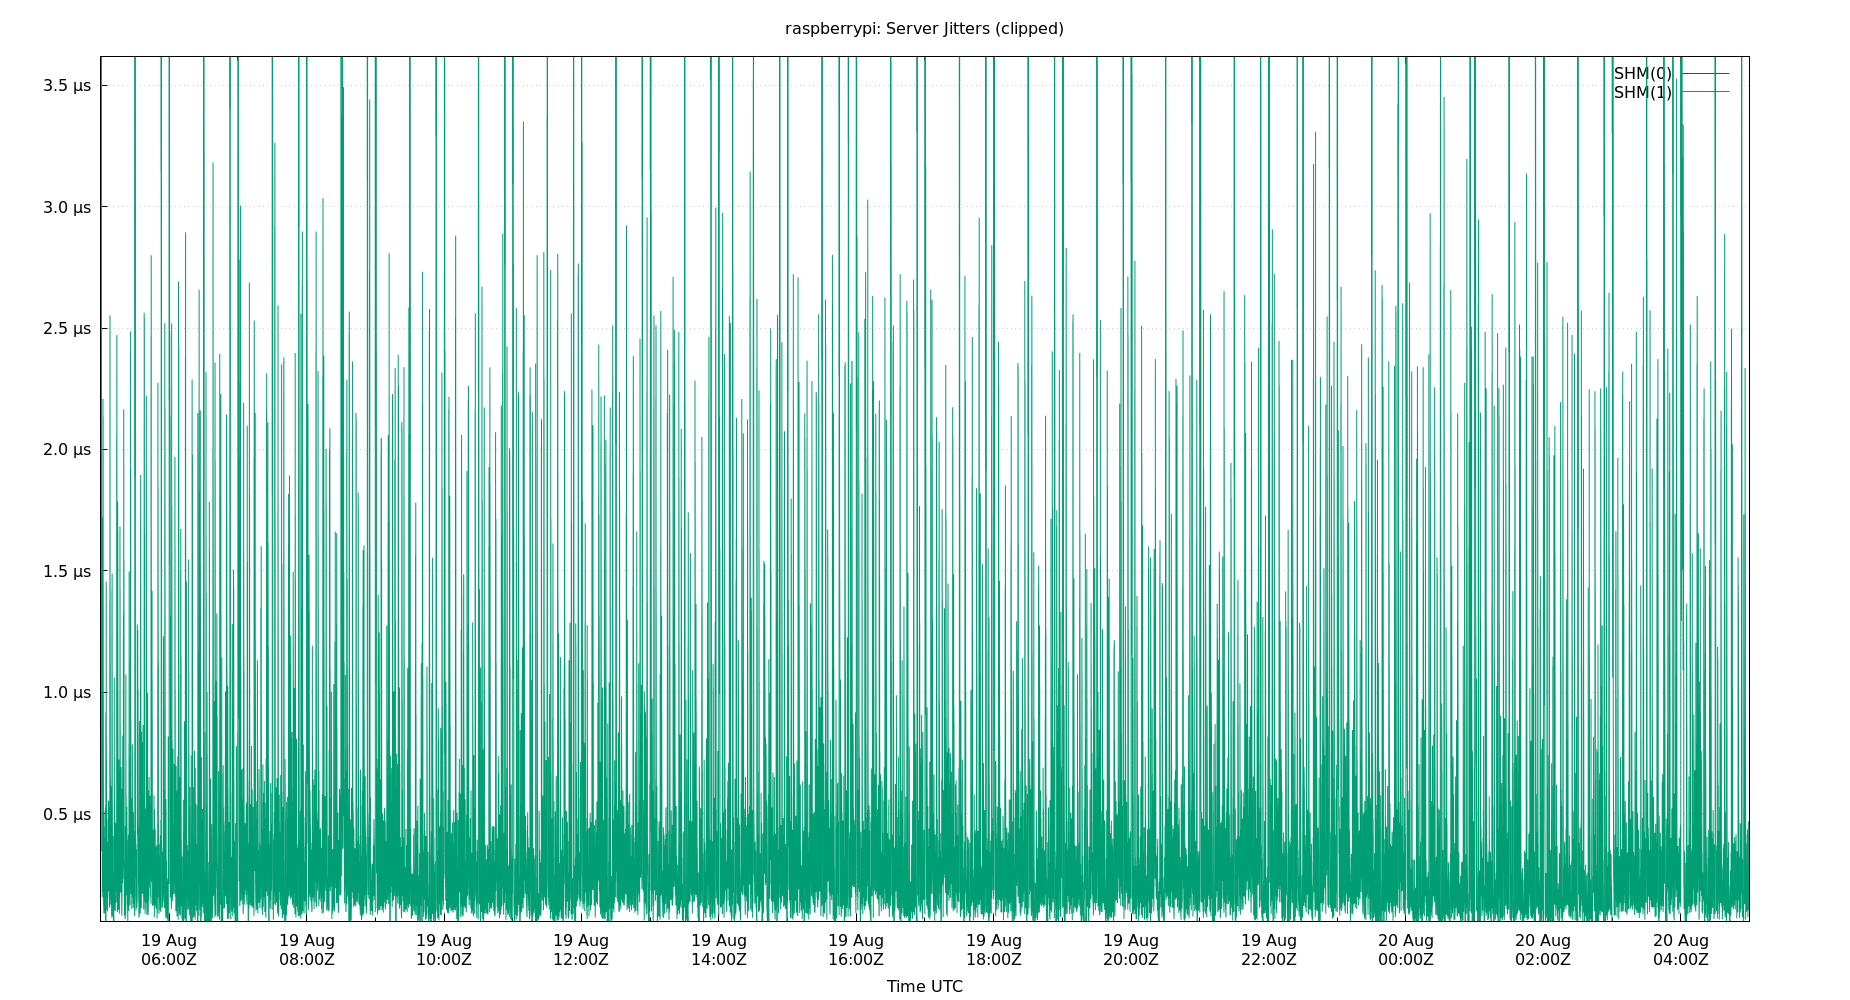 raspberrypi: Server Jitters (clipped)
SHM(0)
SHM(1)
3.5 μs
3.0 μs
2.5 μs
2.0 μs
1.5 μs
1.0 μs
0.5 μs
19 Aug 19 Aug 19 Aug 19 Aug 19 Aug 19 Aug 19 Aug 19 Aug 19 Aug 20 Aug 20 Aug 20 Aug
06:00Z 08:00Z 10:00Z 12:00Z 14:00Z 16:00Z 18:00Z 20:00Z 22:00Z 00:00Z 02:00Z 04:00Z
Time UTC